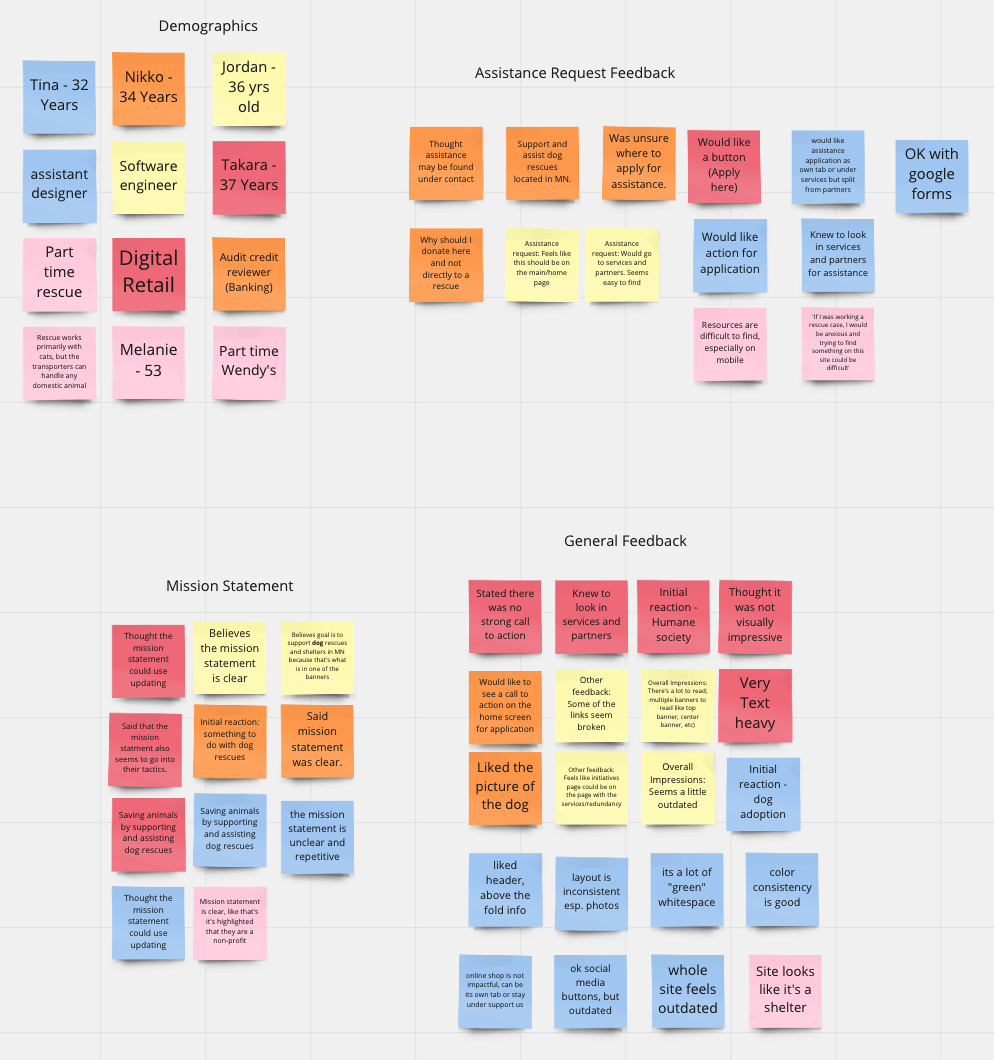 Demographics
Tina - 32
Years
Nikko -
34 Years
Jordan -
36 yrs
old
assistant
designer
Software
engineer
Takara -
37 Years
Part
time
rescue
Digital
Retail
Audit credit
reviewer
(Banking)
Rescue works
primarily with
cats, but the
transporters can
handle any
domestic animal
Melanie
- 53
Part time
Wendy's
Assistance Request Feedback
Thought
assistance
may be found
under contact
Support and
assist dog
rescues
located in MN.
Was unsure
where to
apply for
assistance.
Would like
a button
(Apply
here)
would like
assistance
application as
own tab or under
services but split
from partners
OK with
google
forms
Why should I
donate here
and not
directly to a
rescue
Assistance
request: Feels like
this should be on
the main/home
page
Assistance
request: Would go
to services and
partners. Seems
easy to find
Would like
action for
application
Knew to look
in services
and partners
for assistance
Resources are
difficult to find,
especially on
mobile
'If I was working a
rescue case, I would
be anxious and
trying to find
something on this
site could be
difficult'
Mission Statement
Thought the
mission
statement
could use
updating
Believes
the mission
statement
is clear
Believes goal is to
support dog rescues
and shelters in MN
because that's what
is in one of the
banners
Said that the
mission
statment also
seems to go into
their tactics.
Initial reaction:
something to
do with dog
rescues
Said
mission
statement
was clear.
Saving animals
by supporting
and assisting
dog rescues
Saving animals
by supporting
and assisting
dog rescues
the mission
statement is
unclear and
repetitive
Thought the
mission
statement
could use
updating
Mission statement
is clear, like that's
it's highlighted
that they are a
non-profit
General Feedback
Stated there
was no
strong call
to action
Knew to
look in
services and
partners
Initial
reaction -
Humane
society
Thought it
was not
visually
impressive
Would like to
see a call to
action on the
home screen
for application
Other
feedback:
Some of the
links seem
broken
Overall Impressions:
There's a lot to read;
multiple banners to
read like top
banner, center
banner, etc)
Very
Text
heavy
Liked the
picture of
the dog
Other feedback:
Feels like initiatives
page could be on
the page with the
services/redundancy
Overall
Impressions:
Seems a little
outdated
Initial
reaction -
dog
adoption
liked
header,
above the
fold info
layout is
inconsistent
esp. photos
its a lot of
"green"
whitespace
color
consistency
is good
online shop is not
impactful, can be
its own tab or stay
under support us
ok social
media
buttons, but
outdated
whole
site feels
outdated
Site looks
like it's a
shelter